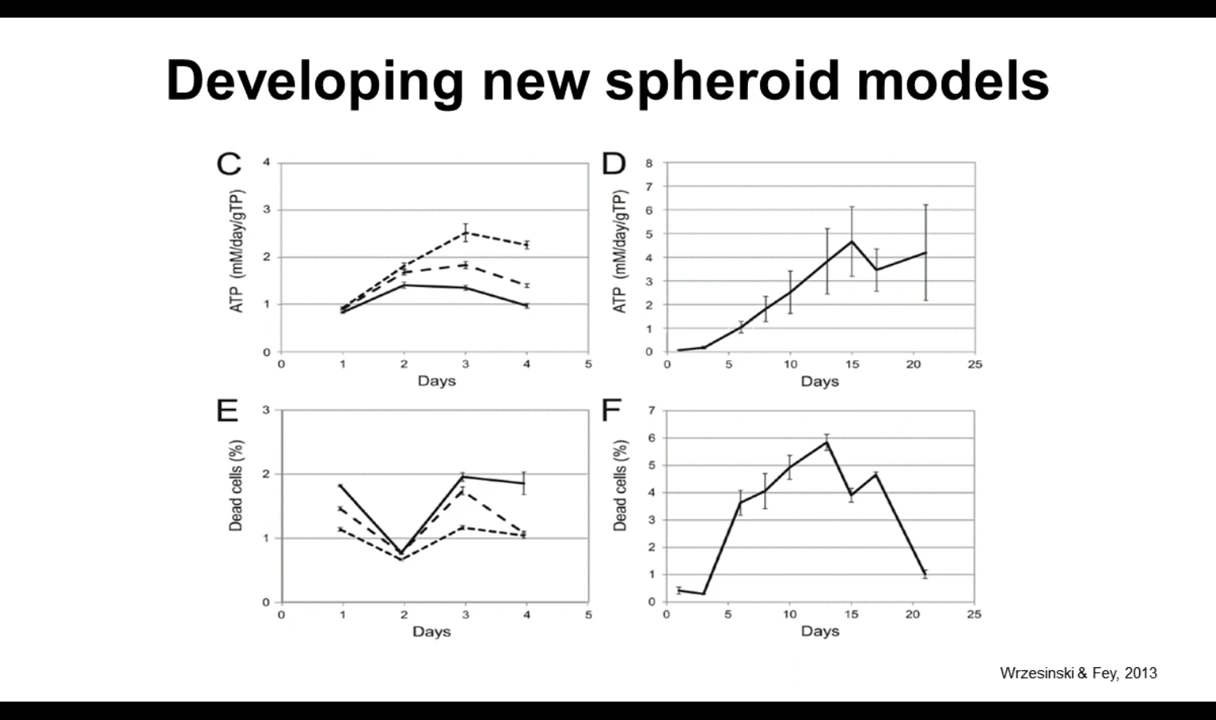 Developing new spheroid models
C
ATP (mM/day/gTP)
4
3
2
1
0
0 1 2 3 4 5
Days
D
ATP (mM/day/gTP)
8
7
6
5
4
3
2
1
0
0 5 10 15 20 25
Days
E
Dead cells (%)
3
2
1
0
0 1 2 3 4 5
Days
F
Dead cells (%)
7
6
5
4
3
2
1
0
0 5 10 15 20 25
Days
Wrzesinski & Fey, 2013